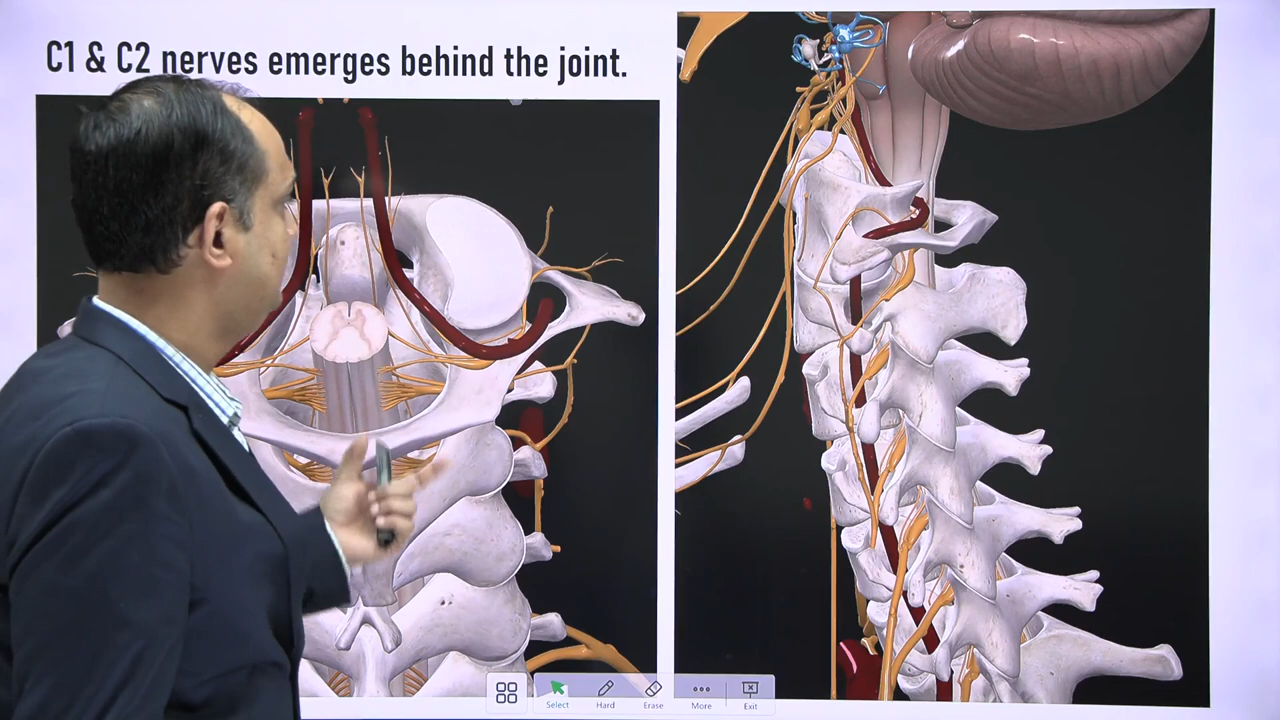 C1 & C2 nerves emerges behind the joint.
Select
Hard
Erase
More
Exit